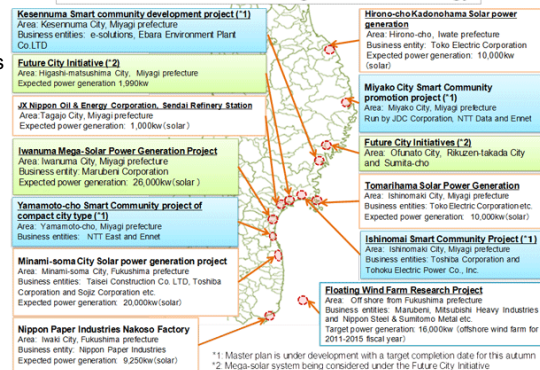 Kesennuma Smart community development project (*1)
Area: Kesennuma City, Miyagi prefecture
Business entities: e-solutions, Ebara Environment Plant
Co.LTD
Future City Initiative (*2)
Area: Higashi-matsushima City, Miyagi prefecture
Expected power generation 1,990kw
JX Nippon Oil & Energy Corporation, Sendai Refinery Station
Area:Tagajo City, Miyagi prefecture
Expected power generation: 1,000kw(solar)
Iwanuma Mega-Solar Power Generation Project
Area: Iwanuma City, Miyagi prefecture
Business entity: Marubeni Corporation
Expected power generation: 26,000kw(solar)
Yamamoto-cho Smart Community project of
compact city type (*1)
Area: Yamamoto-cho, Miyagi prefecture
Business entities: NTT East and Ennet
Minami-soma City Solar power generation project
Area: Minami-soma City, Fukushima prefecture
Business entities: Taisei Construction Co. LTD, Toshiba
Corporation and Sojiz Corporation etc.
Expected power generation: 20,000kw(solar)
Nippon Paper Industries Nakoso Factory
Area: Iwaki City, Fukushima prefecture
Business entity: Nippon Paper Industries
Expected power generation: 9,250kw(solar)
Hirono-cho Kadonohama Solar power
generation
Area: Hirono-cho, Iwate prefecture
Business entity: Toko Electric Corporation
Expected power generation: 10,000kw
(solar)
Miyako City Smart Community
promotion project (*1)
Area: Miyako City, Miyagi prefecture
Run by JDC Corporation, NTT Data and Ennet
Future City Initiatives (*2)
Area: Ofunato City, Rikuzen-takada City
and Sumita-cho
Tomarihama Solar Power Generation
Area: Ishinomaki City, Miyagi prefecture
Business entities: Toko Electric Corporation etc.
Expected power generation: 10,000kw(solar)
Ishinomai Smart Community Project (*1)
Area: Ishinomaki City, Miyagi prefecture
Business entities: Toshiba Corporation and
Tohoku Electric Power Co., Inc.
Floating Wind Farm Research Project
Area: Off shore from Fukushima prefecture
Business entities: Marubeni, Mitsubishi Heavy Industries
and Nippon Steel & Sumitomo Metal etc.
Target power generation: 16,000kw (offshore wind farm for
2011-2015 fiscal year)
*1: Master plan is under development with a target completion date for this autumn
*2: Mega-solar system being considered under the Future City Initiative